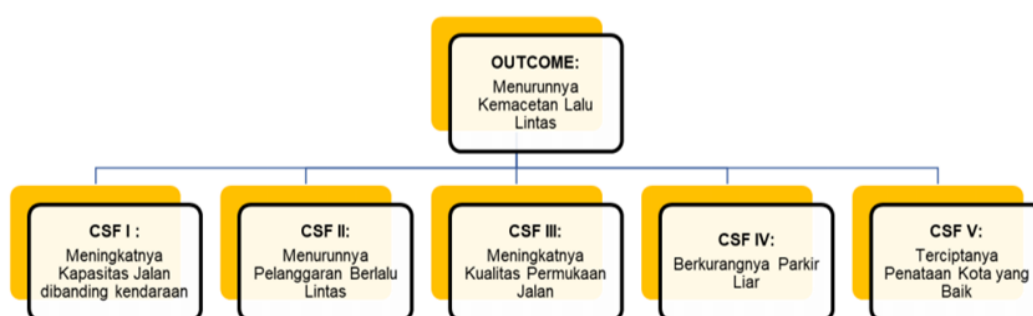 OUTCOME:
Menurunnya
Kemacetan Lalu
Lintas
CSF I :
Meningkatnya
Kapasitas Jalan
dibanding kendaraan
CSF II:
Menurunnya
Pelanggaran Berlalu
Lintas
CSF III:
Meningkatnya
Kualitas Permukaan
Jalan
CSF IV:
Berkurangnya Parkir
Liar
CSF V:
Terciptanya
Penataan Kota yang
Baik